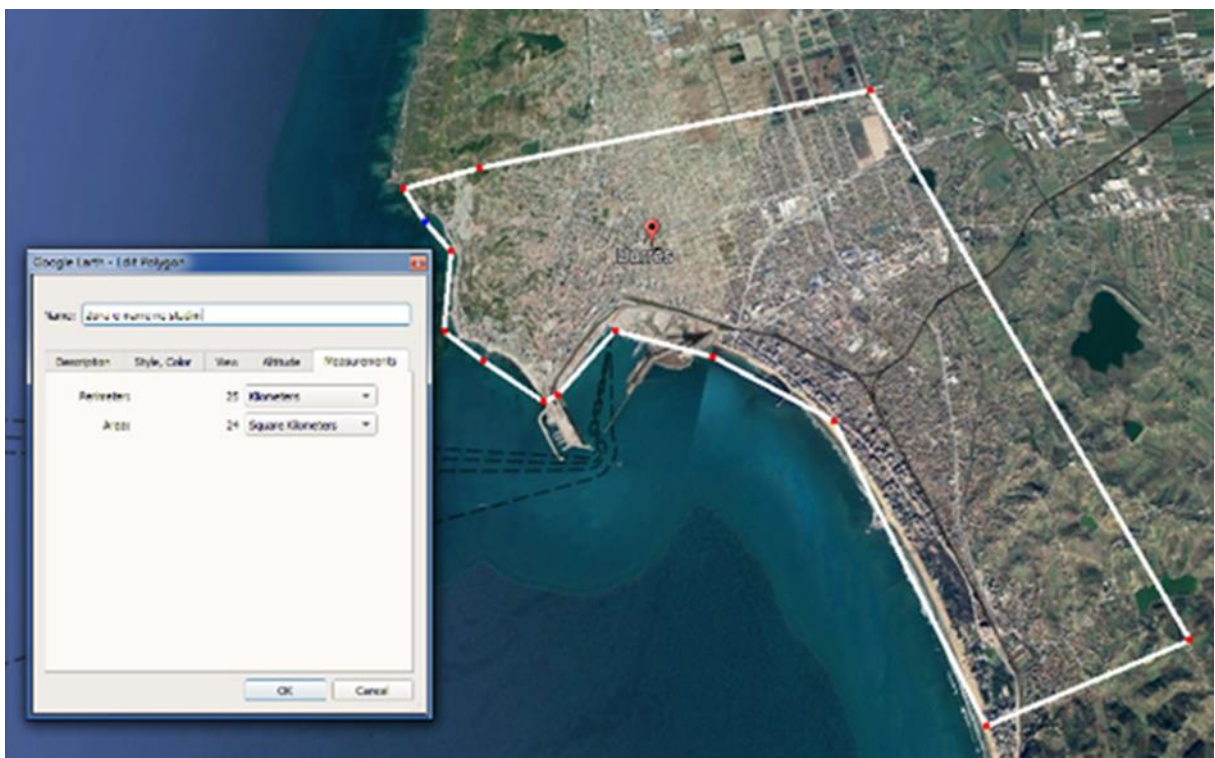 Google Earth - Edit Polygon
Name:
Description Style, Color View Altitude Measurements
Perimeter: 25 Kilometers
Area: 24 Square Kilometers
OK Cancel
Durrës